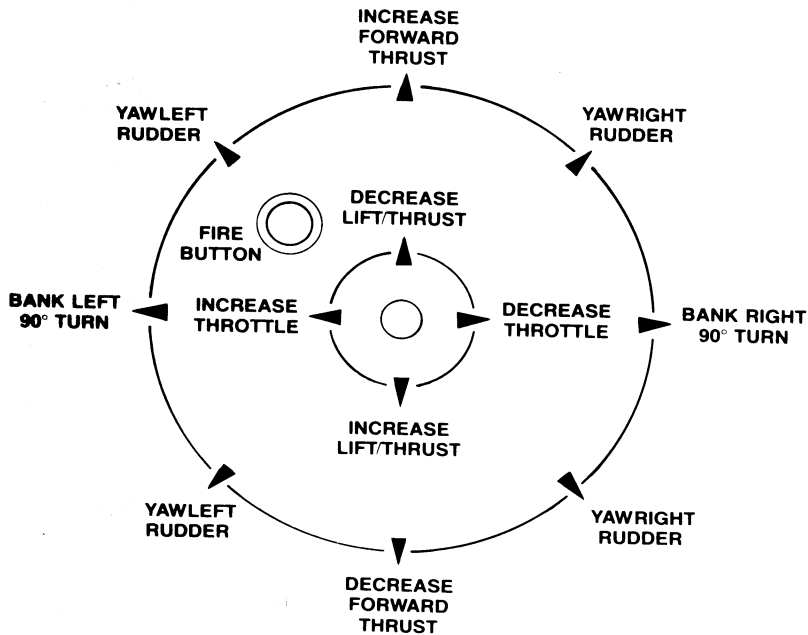 INCREASE
FORWARD
THRUST
YAWLEFT
RUDDER
YAWRIGHT
RUDDER
DECREASE
LIFT/THRUST
FIRE
BUTTON
BANK LEFT
90° TURN
INCREASE
THROTTLE
DECREASE
THROTTLE
BANK RIGHT
90° TURN
INCREASE
LIFT/THRUST
YAWLEFT
RUDDER
YAWRIGHT
RUDDER
DECREASE
FORWARD
THRUST